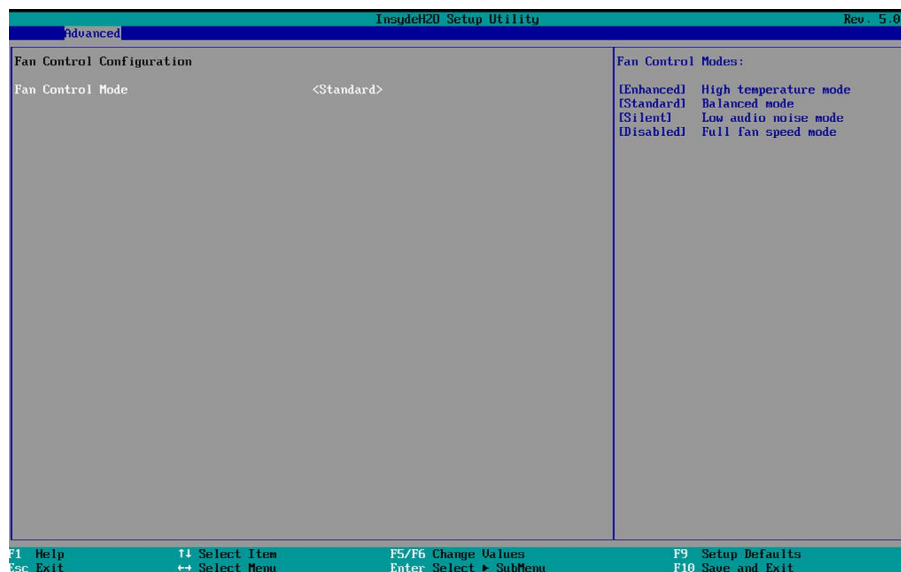 InsydeH2O Setup Utility Rev. 5.0
Advanced
Fan Control Configuration
Fan Control Mode <Standard>
Fan Control Modes:
[Enhanced] High temperature mode
[Standard] Balanced mode
[Silent] Low audio noise mode
[Disabled] Full fan speed mode
F1 Help ↑↓ Select Item F5/F6 Change Values F9 Setup Defaults
Esc Exit ↔ Select Menu Enter Select ► SubMenu F10 Save and Exit